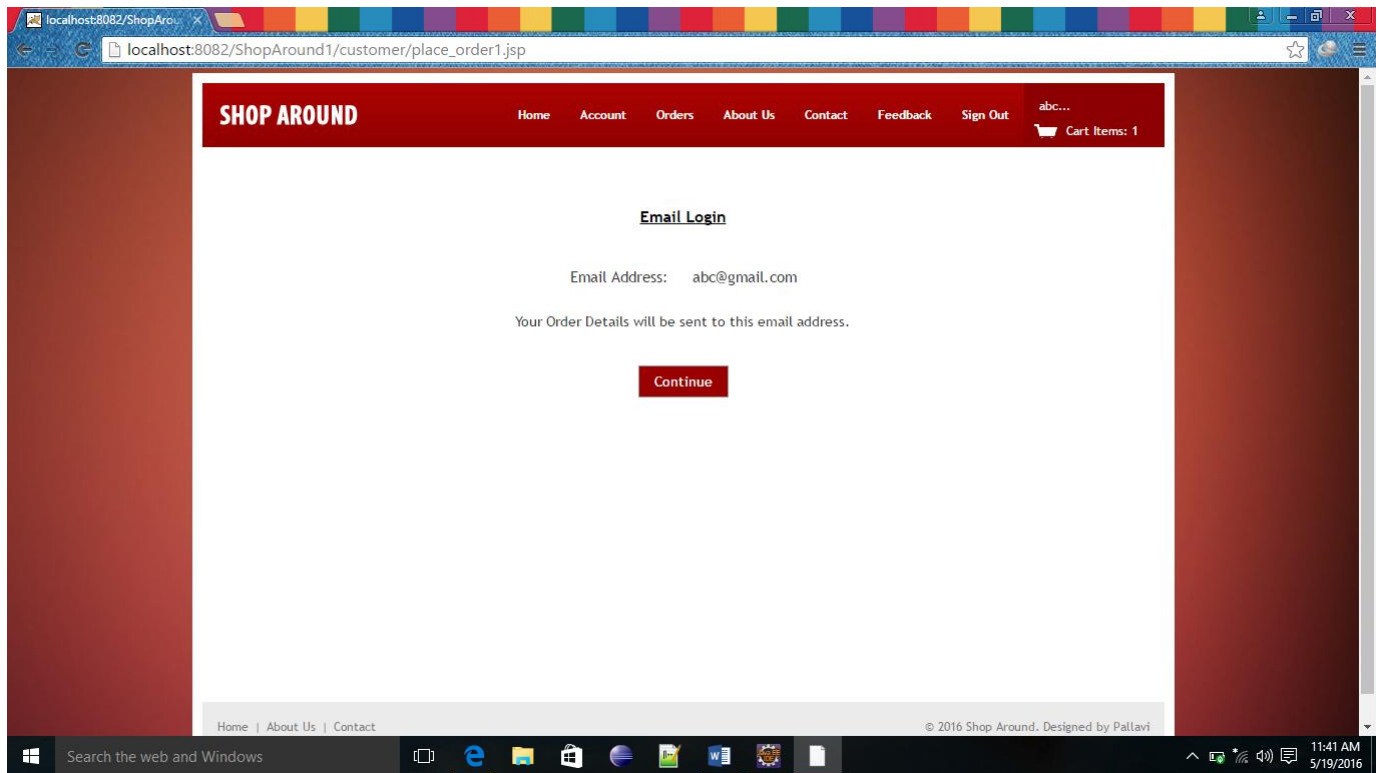 localhost:8082/ShopArou
localhost:8082/ShopAround1/customer/place_order1.jsp
SHOP AROUND
Home Account Orders About Us Contact Feedback Sign Out
abc...
Cart Items: 1
Email Login
Email Address: abc@gmail.com
Your Order Details will be sent to this email address.
Continue
Home | About Us | Contact
© 2016 Shop Around. Designed by Pallavi
Search the web and Windows
11:41 AM
5/19/2016